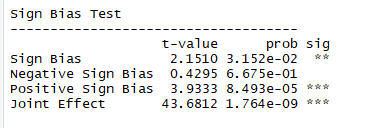 Sign Bias Test
------------------------------------
t-value prob sig
Sign Bias 2.1510 3.152e-02 **
Negative Sign Bias 0.4295 6.675e-01
Positive Sign Bias 3.9333 8.493e-05 ***
Joint Effect 43.6812 1.764e-09 ***